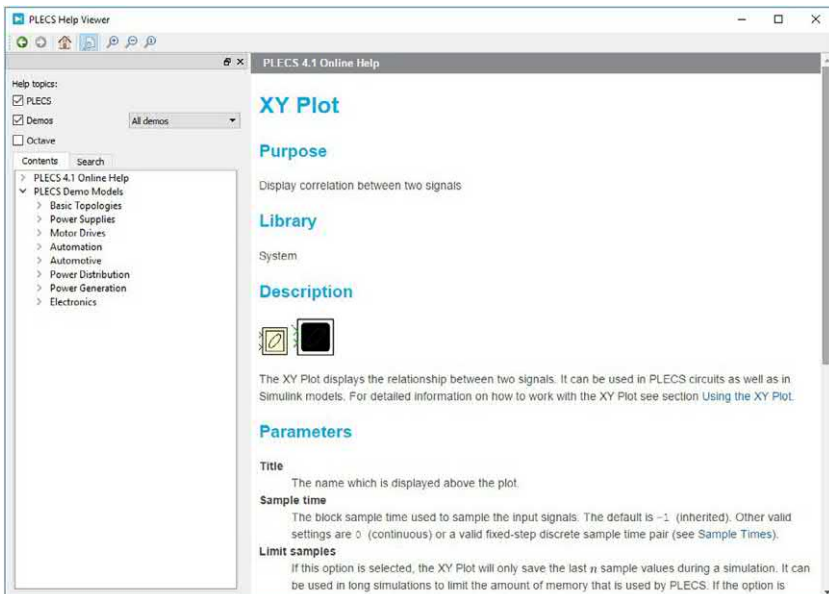 PLECS Help Viewer
Help topics:
PLECS
Demos
All demos
Octave
Contents
Search
PLECS 4.1 Online Help
PLECS Demo Models
Basic Topologies
Power Supplies
Motor Drives
Automation
Automotive
Power Distribution
Power Generation
Electronics
PLECS 4.1 Online Help
XY Plot
Purpose
Display correlation between two signals
Library
System
Description
The XY Plot displays the relationship between two signals. It can be used in PLECS circuits as well as in
Simulink models. For detailed information on how to work with the XY Plot see section Using the XY Plot.
Parameters
Title
The name which is displayed above the plot.
Sample time
The block sample time used to sample the input signals. The default is -1 (inherited). Other valid
settings are 0 (continuous) or a valid fixed-step discrete sample time pair (see Sample Times).
Limit samples
If this option is selected, the XY Plot will only save the last n sample values during a simulation. It can
be used in long simulations to limit the amount of memory that is used by PLECS. If the option is